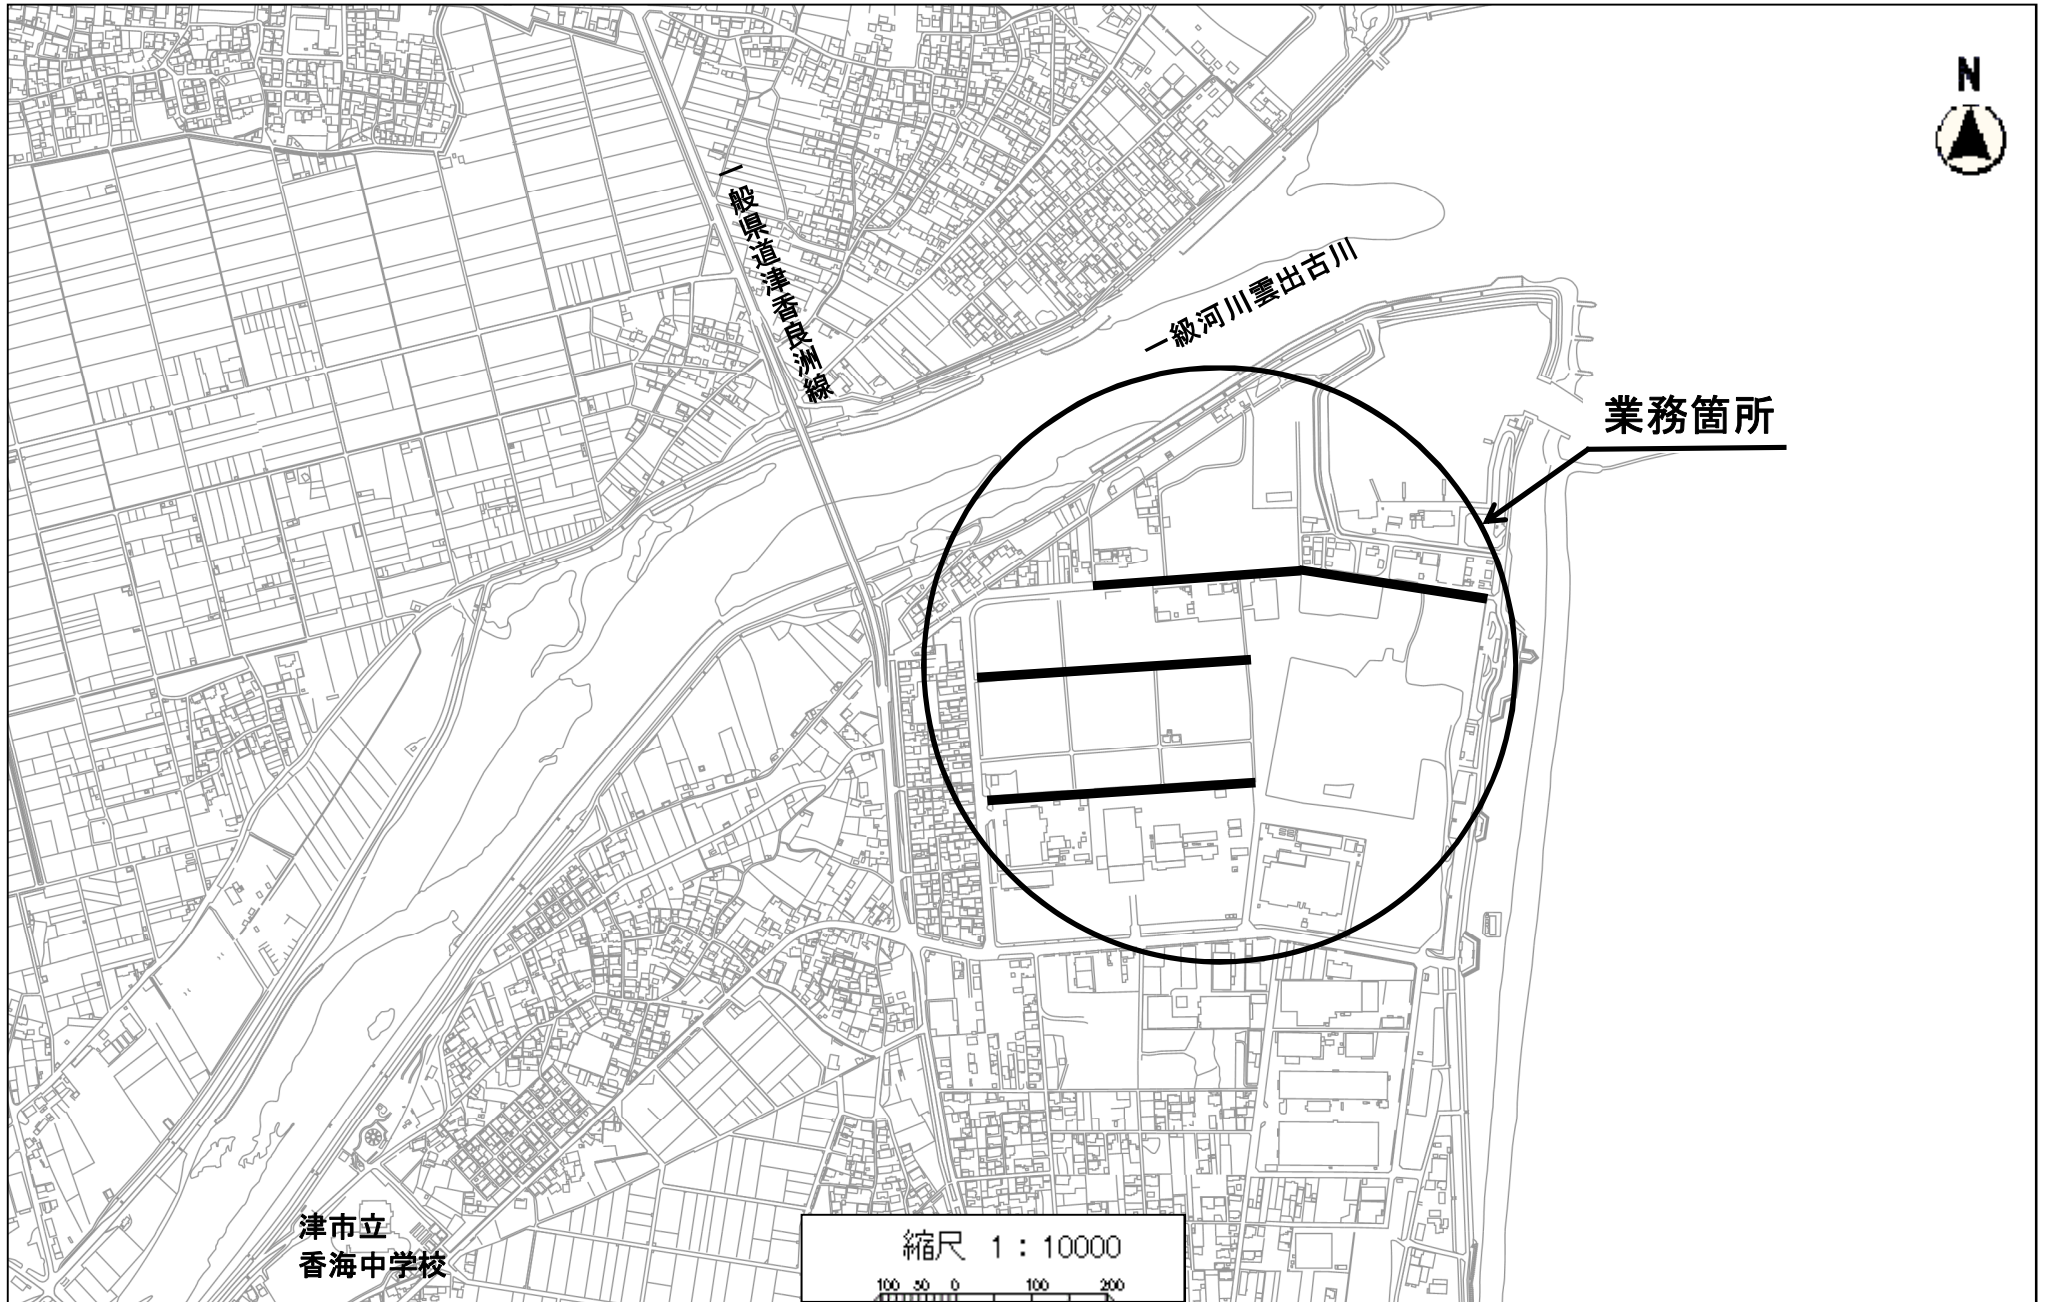 N
一般県道津香良洲線
一級河川雲出古川
業務箇所
津市立
香海中学校
縮尺 1:10000
100 50 0 100 200